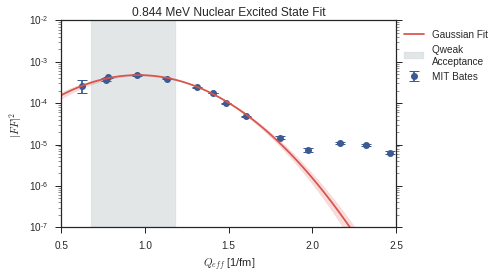 0.844 MeV Nuclear Excited State Fit
10^-2
10^-3
10^-4
10^-5
10^-6
10^-7
|FF|^2
0.5 1.0 1.5 2.0 2.5
Q_eff [1/fm]
Gaussian Fit
Qweak
Acceptance
MIT Bates